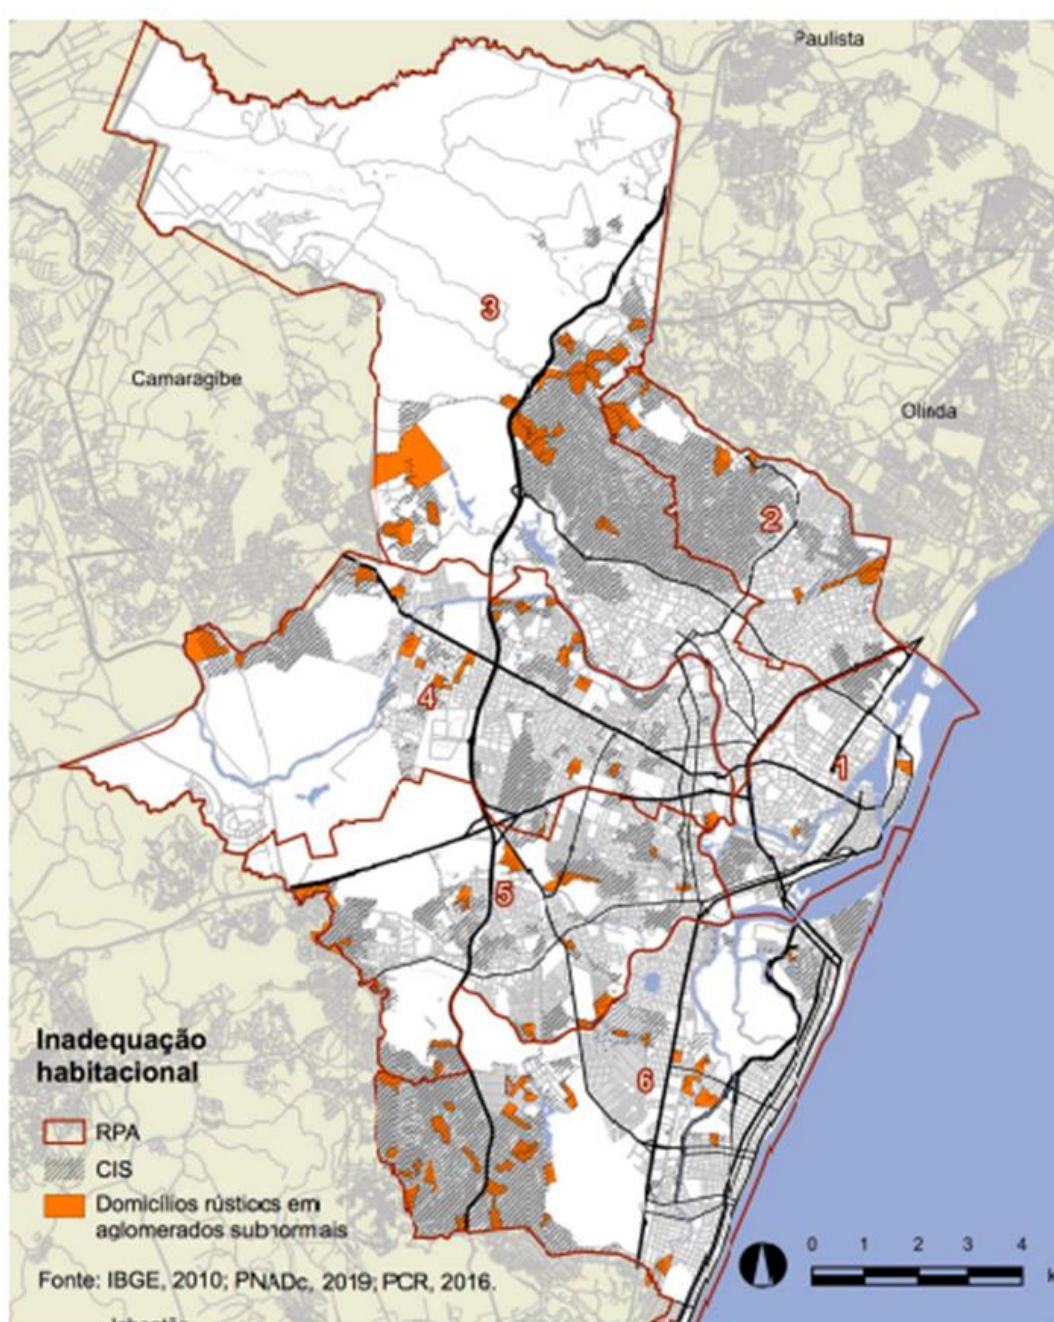 Paulista
3
Camaragibe
Olinda
2
4
1
5
6
Inadequação
habitacional
RPA
CIS
Domicílios rústicos em
aglomerados subnormais
0 1 2 3 4
Fonte: IBGE, 2010; PNADc, 2019; PCR, 2016.